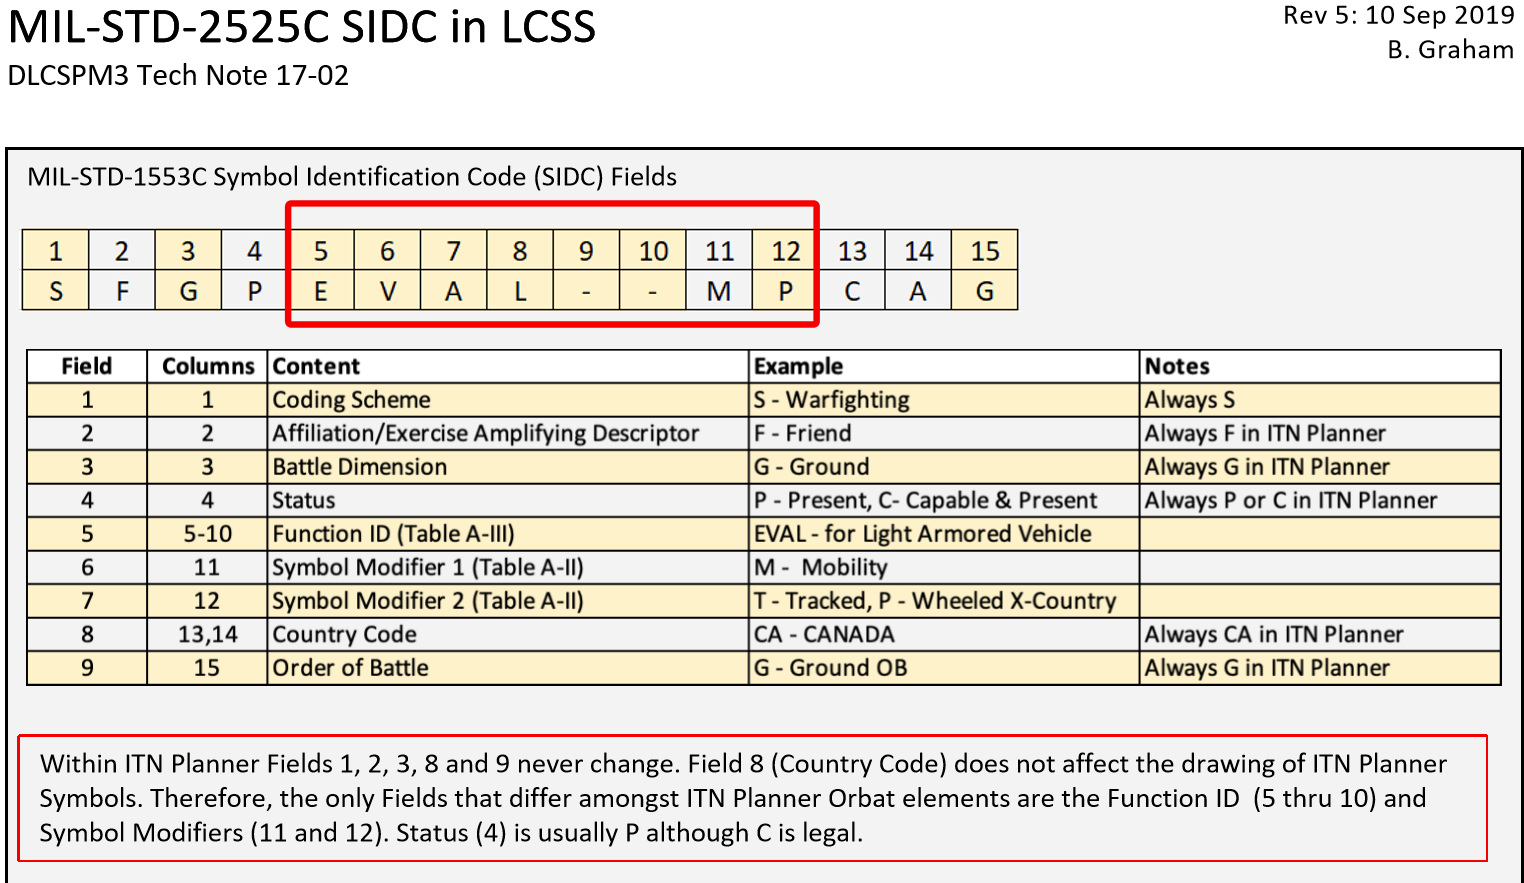 MIL-STD-2525C SIDC in LCSS
Rev 5: 10 Sep 2019
DLCSPM3 Tech Note 17-02
B. Graham
MIL-STD-1553C Symbol Identification Code (SIDC) Fields
1 2 3 4 5 6 7 8 9 10 11 12 13 14 15
S F G P E V A L - - M P C A G
Field Columns Content Example Notes
1 1 Coding Scheme S - Warfighting Always S
2 2 Affiliation/Exercise Amplifying Descriptor F - Friend Always F in ITN Planner
3 3 Battle Dimension G - Ground Always G in ITN Planner
4 4 Status P - Present, C- Capable & Present Always P or C in ITN Planner
5 5-10 Function ID (Table A-III) EVAL - for Light Armored Vehicle
6 11 Symbol Modifier 1 (Table A-II) M - Mobility
7 12 Symbol Modifier 2 (Table A-II) T - Tracked, P - Wheeled X-Country
8 13,14 Country Code CA - CANADA Always CA in ITN Planner
9 15 Order of Battle G - Ground OB Always G in ITN Planner
Within ITN Planner Fields 1, 2, 3, 8 and 9 never change. Field 8 (Country Code) does not affect the drawing of ITN Planner
Symbols. Therefore, the only Fields that differ amongst ITN Planner Orbat elements are the Function ID (5 thru 10) and
Symbol Modifiers (11 and 12). Status (4) is usually P although C is legal.